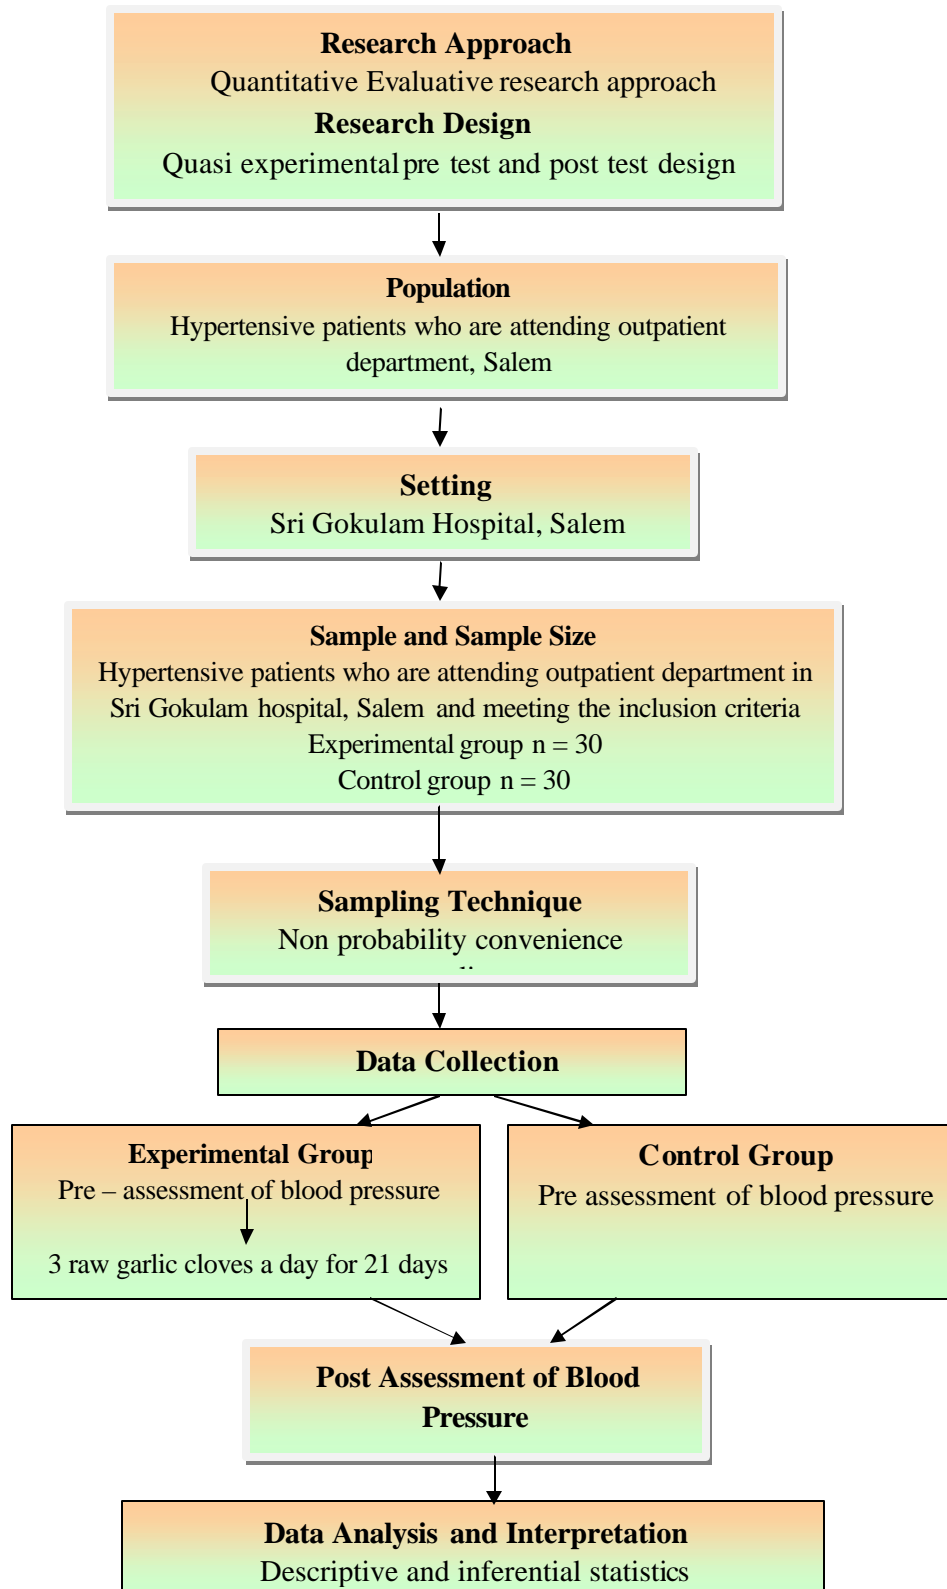 Research Approach
Quantitative Evaluative research approach
Research Design
Quasi experimental pre test and post test design
Population
Hypertensive patients who are attending outpatient
department, Salem
Setting
Sri Gokulam Hospital, Salem
Sample and Sample Size
Hypertensive patients who are attending outpatient department in
Sri Gokulam hospital, Salem and meeting the inclusion criteria
Experimental group n = 30
Control group n = 30
Sampling Technique
Non probability convenience
Data Collection
Experimental Group
Pre – assessment of blood pressure
3 raw garlic cloves a day for 21 days
Control Group
Pre assessment of blood pressure
Post Assessment of Blood
Pressure
Data Analysis and Interpretation
Descriptive and inferential statistics